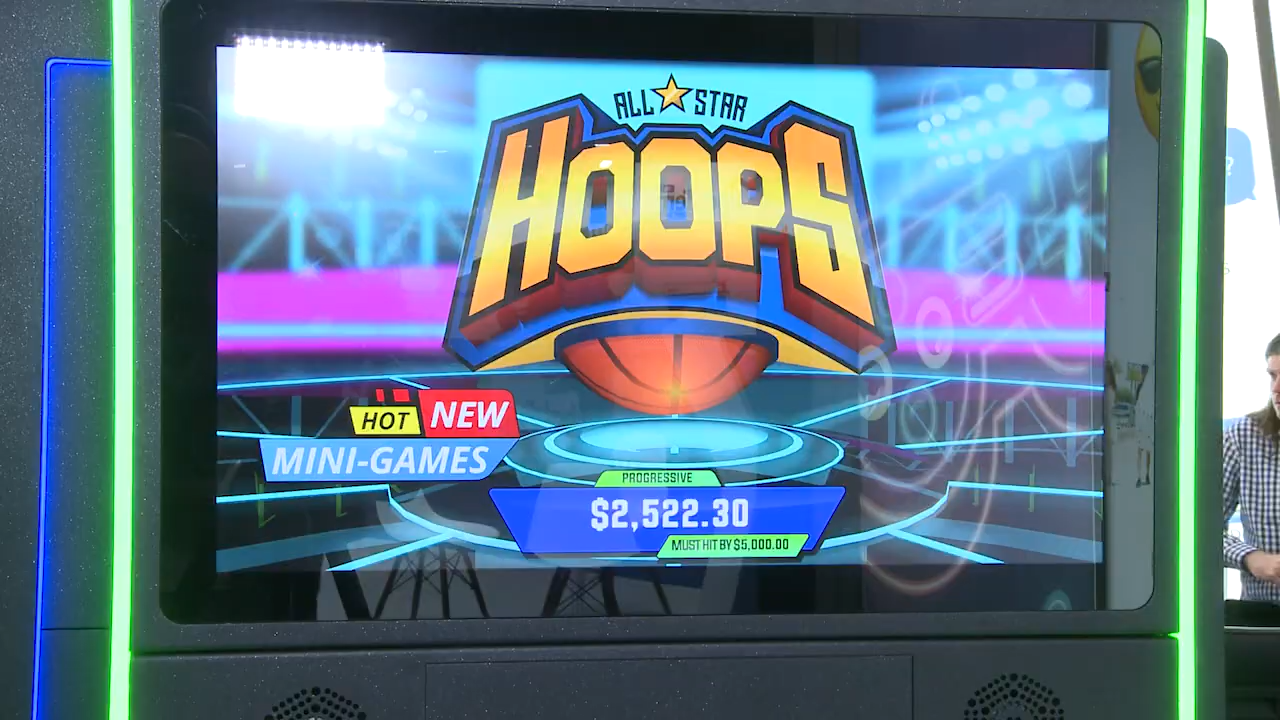 ALL STAR
HOOPS
HOT NEW
MINI-GAMES
PROGRESSIVE
$2,522.30
MUST HIT BY $5,000.00
?